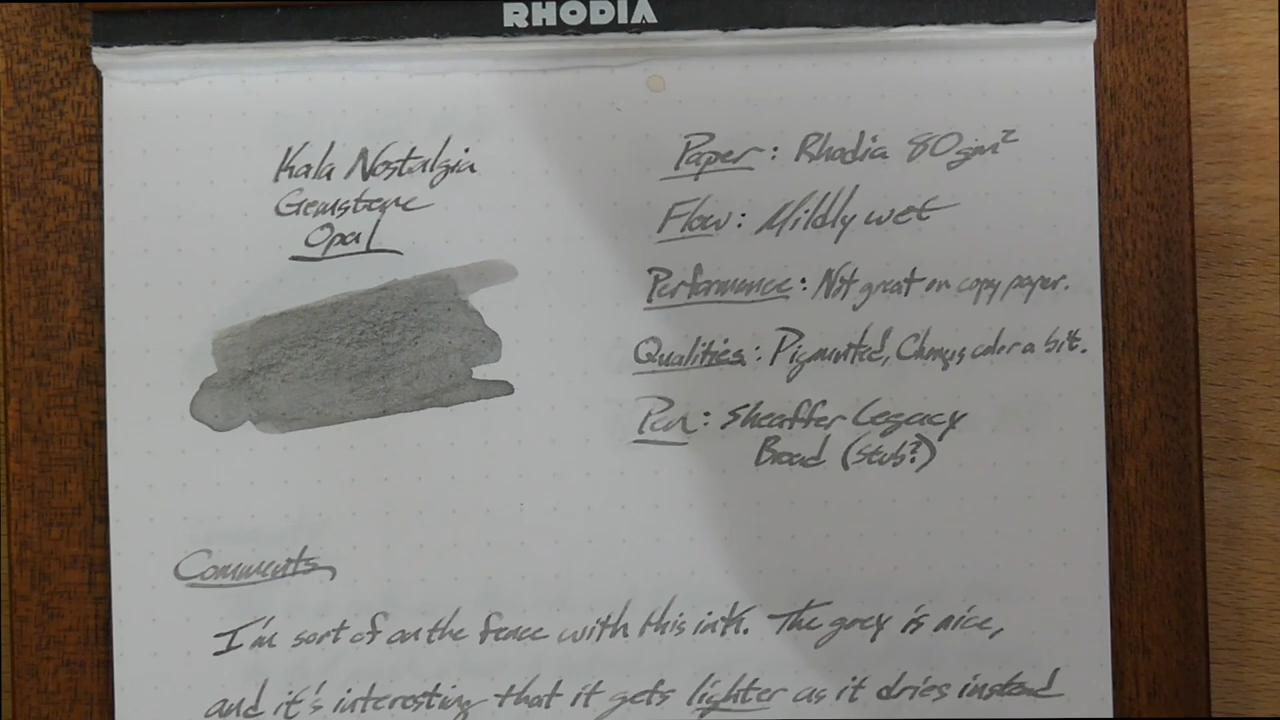 RHODIA
Kala Nostalgia
Gemstone
Opal
Paper: Rhodia 80gm²
Flow: Mildly wet
Performance: Not great on copy paper.
Qualities: Pigmented, Changes color a bit.
Pen: Sheaffer Legacy
Broad (stub?)
Comments
I'm sort of on the fence with this ink. The grey is nice,
and it's interesting that it gets lighter as it dries instead